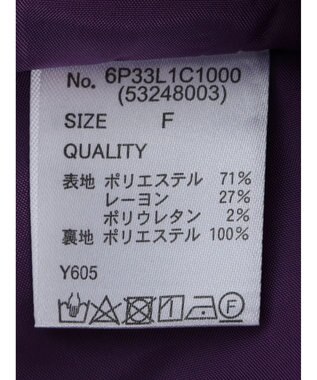 No. 6P33L1C1000
(53248003)
SIZE F
QUALITY
表地 ポリエステル 71%
レーヨン 27%
ポリウレタン 2%
裏地 ポリエステル 100%
Y605
F